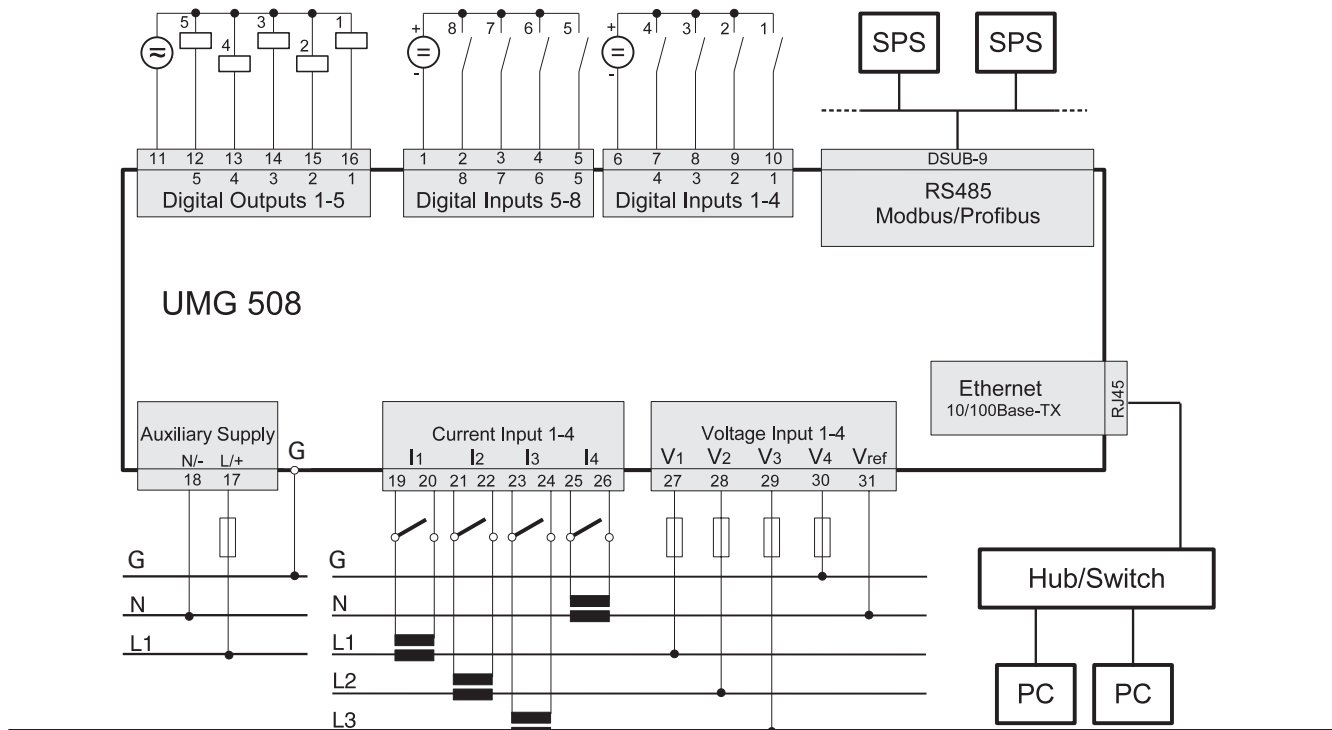 5 3 1 + 8 7 6 5 + 4 3 2 1
4 2
≂ = =
- -
SPS SPS
11 12 13 14 15 16 1 2 3 4 5 6 7 8 9 10 DSUB-9
5 4 3 2 1 8 7 6 5 4 3 2 1
Digital Outputs 1-5 Digital Inputs 5-8 Digital Inputs 1-4
RS485
Modbus/Profibus
UMG 508
Ethernet
10/100Base-TX
RJ45
Auxiliary Supply
N/- L/+
18 17
G
Current Input 1-4
I1 I2 I3 I4
19 20 21 22 23 24 25 26
Voltage Input 1-4
V1 V2 V3 V4 Vref
27 28 29 30 31
G
N
L1
G
N
L1
L2
L3
Hub/Switch
PC PC